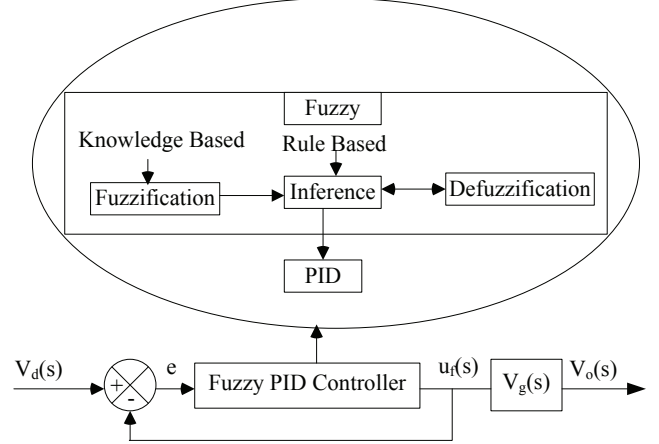 Fuzzy
Knowledge Based
Rule Based
Fuzzification
Inference
Defuzzification
PID
V_d(s)
+
-
e
Fuzzy PID Controller
u_f(s)
V_g(s)
V_o(s)